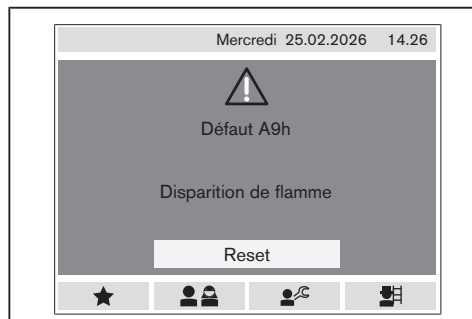 Mercredi 25.02.2026 14.26
Défaut A9h
Disparition de flamme
Reset